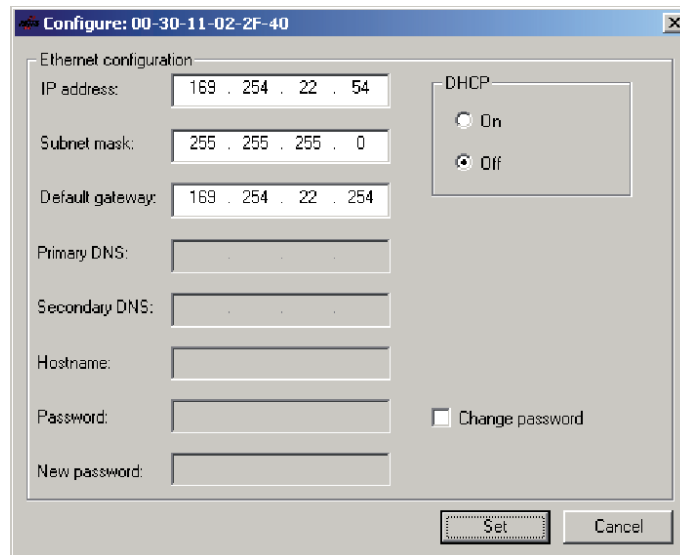 Configure: 00-30-11-02-2F-40
Ethernet configuration
IP address: 169 . 254 . 22 . 54
DHCP
On
Subnet mask: 255 . 255 . 255 . 0
Off
Default gateway: 169 . 254 . 22 . 254
Primary DNS: . . .
Secondary DNS: . . .
Hostname:
Password:
Change password
New password:
Set Cancel